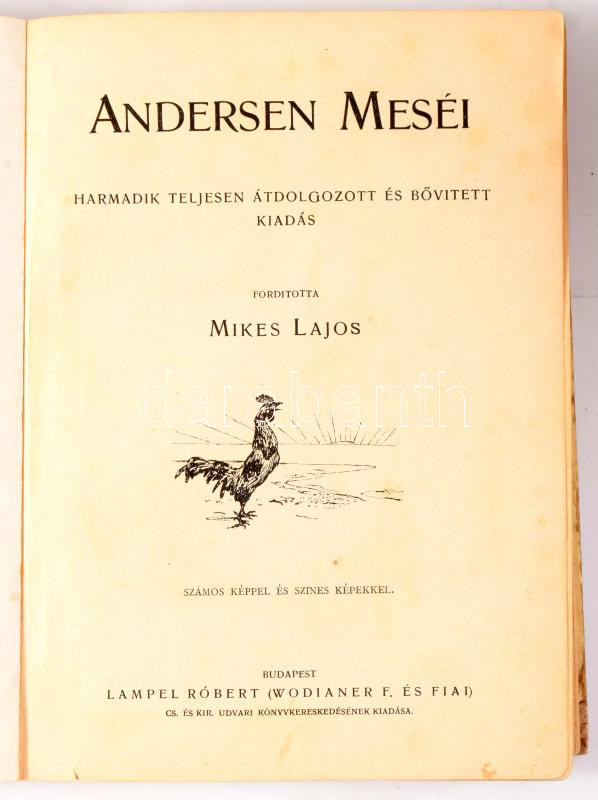 ANDERSEN MESÉI
HARMADIK TELJESEN ÁTDOLGOZOTT ÉS BŐVITETT
KIADÁS
FORDITOTTA
MIKES LAJOS
darabanth
SZÁMOS KÉPPEL ÉS SZINES KÉPEKKEL.
BUDAPEST
LAMPEL RÓBERT (WODIANER F. ÉS FIAI)
CS. ÉS KIR. UDVARI KÖNYVKERESKEDÉSÉNEK KIADÁSA.